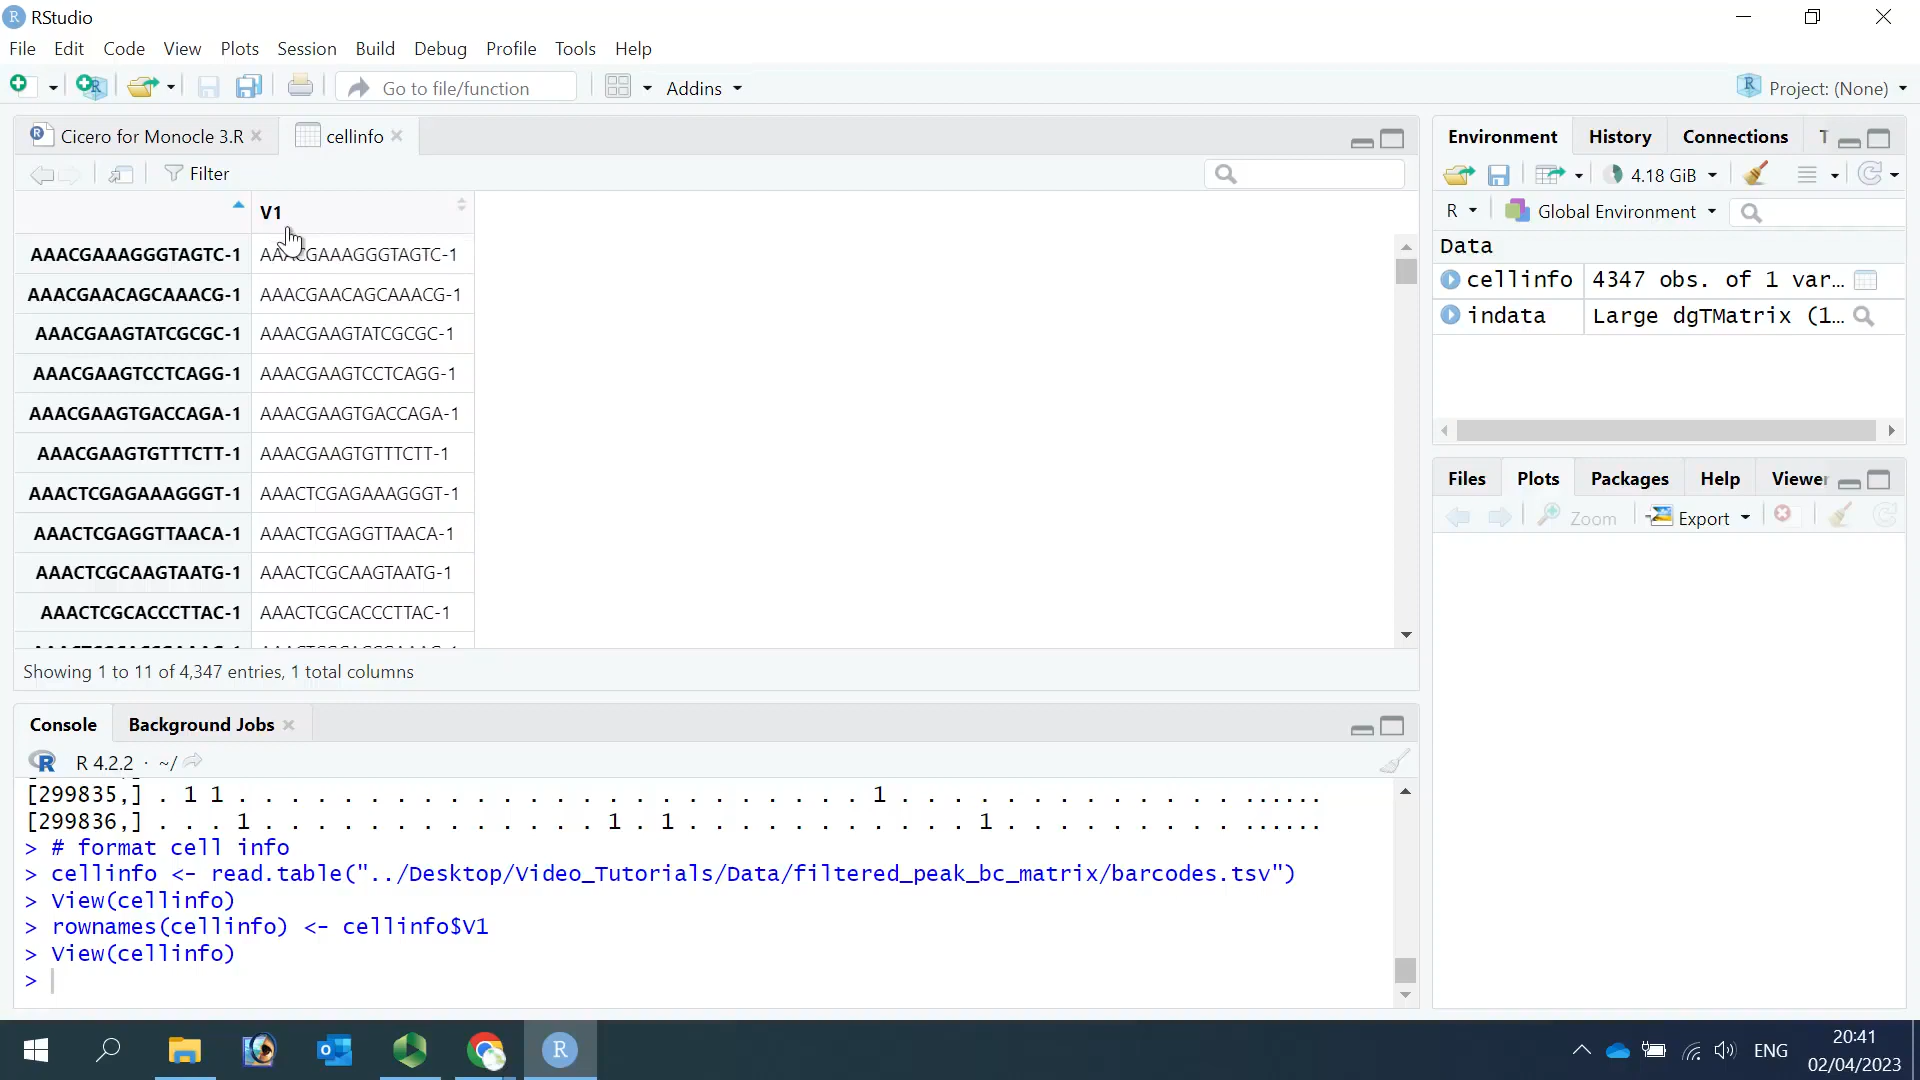 RStudio
File Edit Code View Plots Session Build Debug Profile Tools Help
Go to file/function Addins Project: (None)
Cicero for Monocle 3.R cellinfo
Filter
V1
AAACGAAAGGGTAGTC-1 AAACGAAAGGGTAGTC-1
AAACGAACAGCAAACG-1 AAACGAACAGCAAACG-1
AAACGAAGTATCGCGC-1 AAACGAAGTATCGCGC-1
AAACGAAGTCCTCAGG-1 AAACGAAGTCCTCAGG-1
AAACGAAGTGACCAGA-1 AAACGAAGTGACCAGA-1
AAACGAAGTGTTTCTT-1 AAACGAAGTGTTTCTT-1
AAACTCGAGAAAGGGT-1 AAACTCGAGAAAGGGT-1
AAACTCGAGGTTAACA-1 AAACTCGAGGTTAACA-1
AAACTCGCAAGTAATG-1 AAACTCGCAAGTAATG-1
AAACTCGCACCCTTAC-1 AAACTCGCACCCTTAC-1
Showing 1 to 11 of 4,347 entries, 1 total columns
Console Background Jobs
R R 4.2.2 · ~/
[299835,] . 1 1 . . . . . . . . . . . . . . . . . . . . . . . . 1 . . . . . . . . . . . . . ......
[299836,] . . . 1 . . . . . . . . . . . . . 1 . 1 . . . . . . . . . . . 1 . . . . . . . . . ......
> # format cell info
> cellinfo <- read.table("../Desktop/Video_Tutorials/Data/filtered_peak_bc_matrix/barcodes.tsv")
> View(cellinfo)
> rownames(cellinfo) <- cellinfo$V1
> View(cellinfo)
>
Environment History Connections T
4.18 GiB
R Global Environment
Data
cellinfo 4347 obs. of 1 var…
indata Large dgTMatrix (1…
Files Plots Packages Help Viewer
Zoom Export
ENG
20:41
02/04/2023